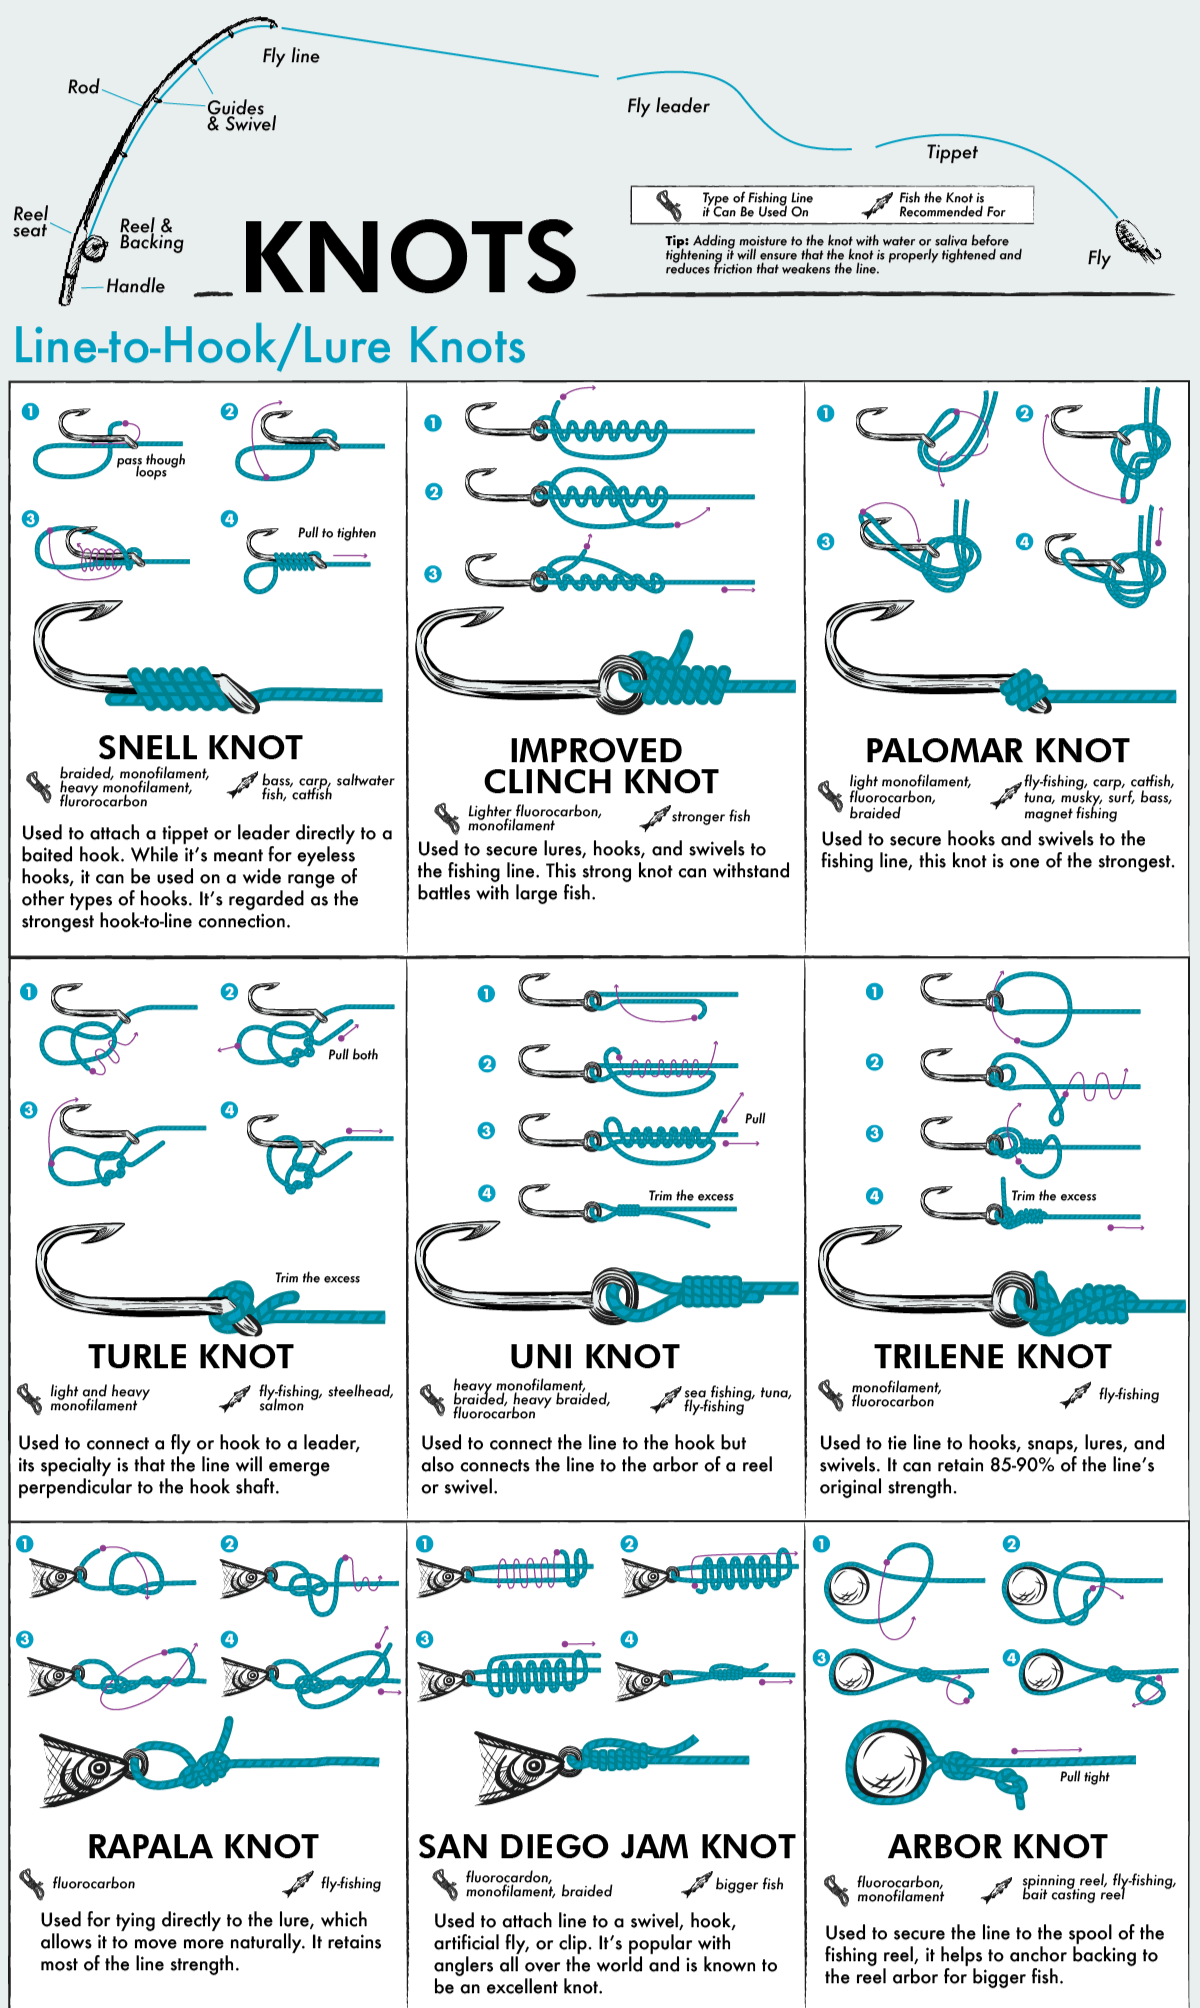 Fly line
Rod
Guides
& Swivel
Fly leader
Tippet
Reel
seat
Reel &
Backing
Handle
Fly
KNOTS
Type of Fishing Line
it Can Be Used On
Fish the Knot is
Recommended For
Tip: Adding moisture to the knot with water or saliva before
tightening it will ensure that the knot is properly tightened and
reduces friction that weakens the line.
Line-to-Hook/Lure Knots
1
pass though
loops
2
3
4
Pull to tighten
SNELL KNOT
braided, monofilament,
heavy monofilament,
flurorocarbon
bass, carp, saltwater
fish, catfish
Used to attach a tippet or leader directly to a
baited hook. While it's meant for eyeless
hooks, it can be used on a wide range of
other types of hooks. It's regarded as the
strongest hook-to-line connection.
1
2
3
IMPROVED
CLINCH KNOT
Lighter fluorocarbon,
monofilament
stronger fish
Used to secure lures, hooks, and swivels to
the fishing line. This strong knot can withstand
battles with large fish.
1
2
3
4
PALOMAR KNOT
light monofilament,
fluorocarbon,
braided
fly-fishing, carp, catfish,
tuna, musky, surf, bass,
magnet fishing
Used to secure hooks and swivels to the
fishing line, this knot is one of the strongest.
1
2
Pull both
3
4
Trim the excess
TURLE KNOT
light and heavy
monofilament
fly-fishing, steelhead,
salmon
Used to connect a fly or hook to a leader,
its specialty is that the line will emerge
perpendicular to the hook shaft.
1
2
3
Pull
4
Trim the excess
UNI KNOT
heavy monofilament,
braided, heavy braided,
fluorocarbon
sea fishing, tuna,
fly-fishing
Used to connect the line to the hook but
also connects the line to the arbor of a reel
or swivel.
1
2
3
4
Trim the excess
TRILENE KNOT
monofilament,
fluorocarbon
fly-fishing
Used to tie line to hooks, snaps, lures, and
swivels. It can retain 85-90% of the line's
original strength.
1
2
3
4
RAPALA KNOT
fluorocarbon
fly-fishing
Used for tying directly to the lure, which
allows it to move more naturally. It retains
most of the line strength.
1
2
3
4
SAN DIEGO JAM KNOT
fluorocardon,
monofilament, braided
bigger fish
Used to attach line to a swivel, hook,
artificial fly, or clip. It's popular with
anglers all over the world and is known to
be an excellent knot.
1
2
3
4
Pull tight
ARBOR KNOT
fluorocarbon,
monofilament
spinning reel, fly-fishing,
bait casting reel
Used to secure the line to the spool of the
fishing reel, it helps to anchor backing to
the reel arbor for bigger fish.